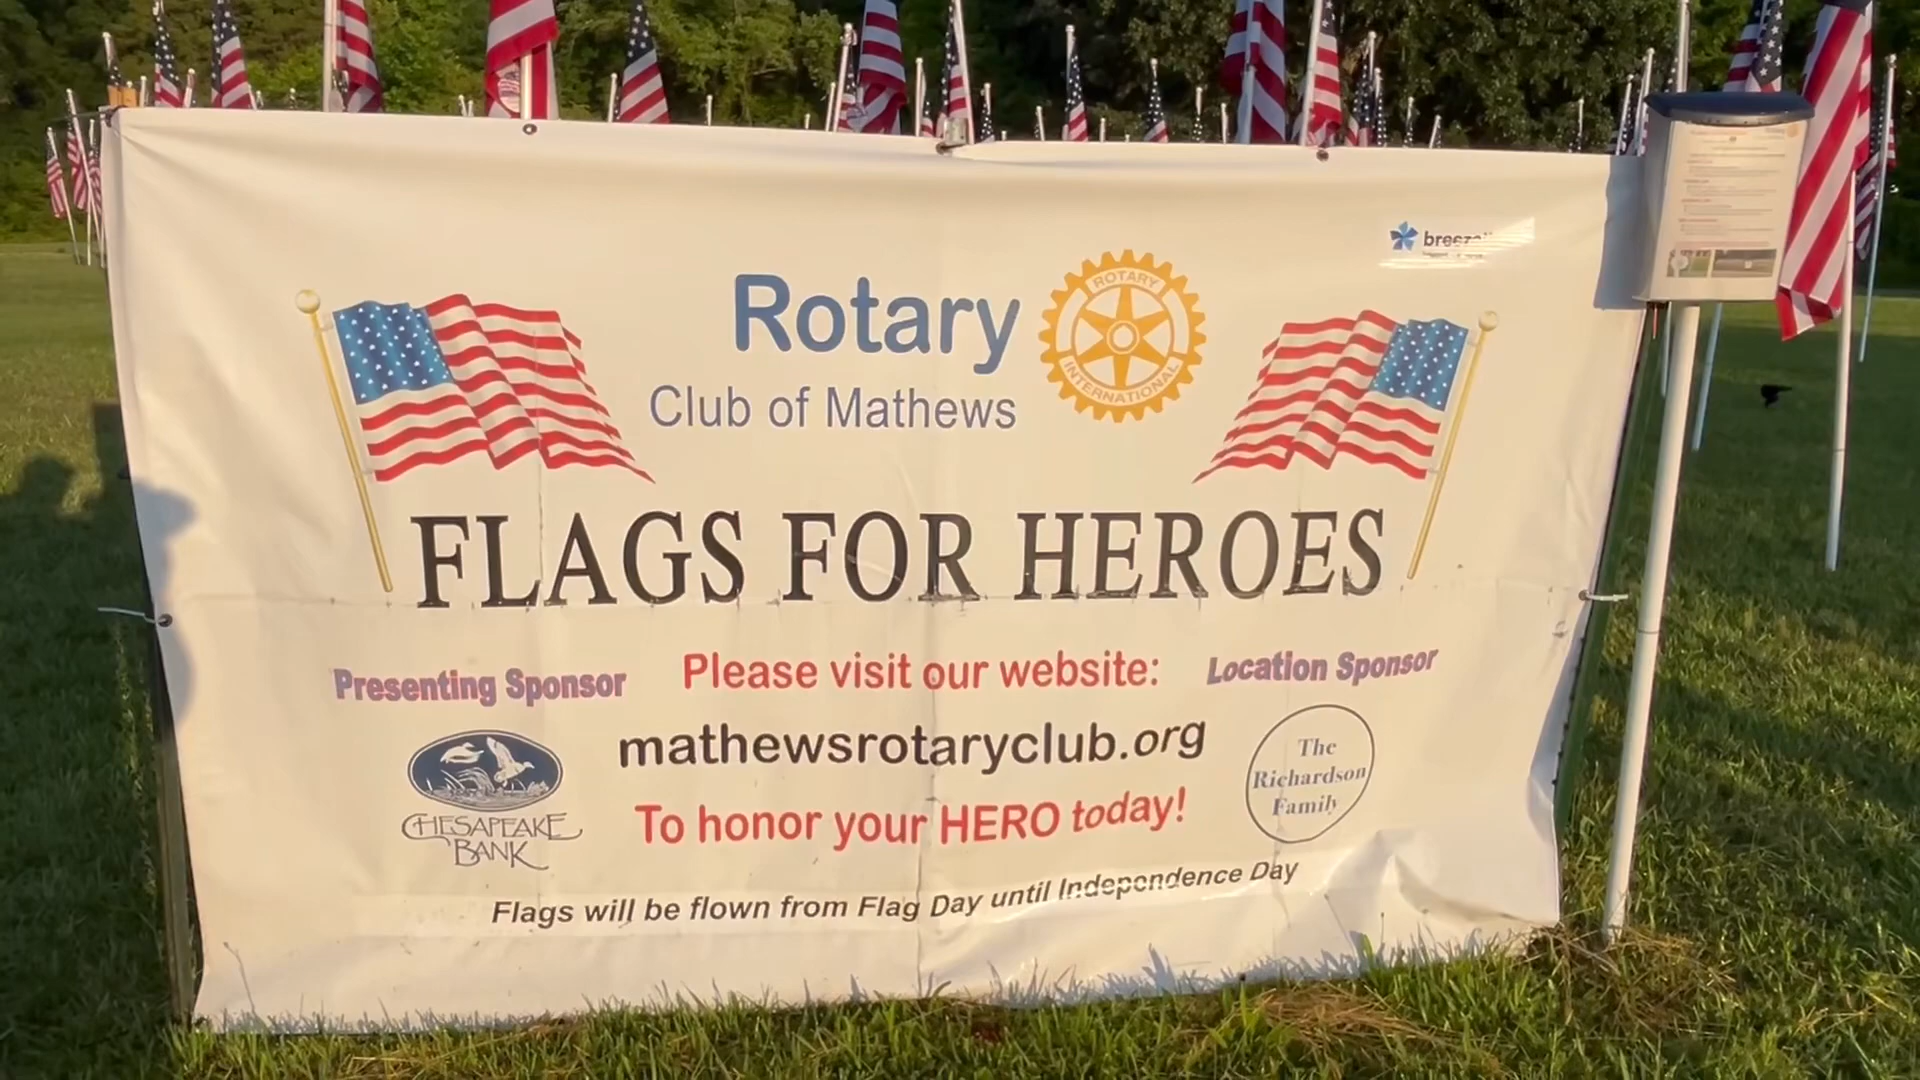 Rotary
Club of Mathews
ROTARY
INTERNATIONAL
FLAGS FOR HEROES
Presenting Sponsor
CHESAPEAKE
BANK
Please visit our website:
mathewsrotaryclub.org
To honor your HERO today!
Location Sponsor
The
Richardson
Family
Flags will be flown from Flag Day until Independence Day